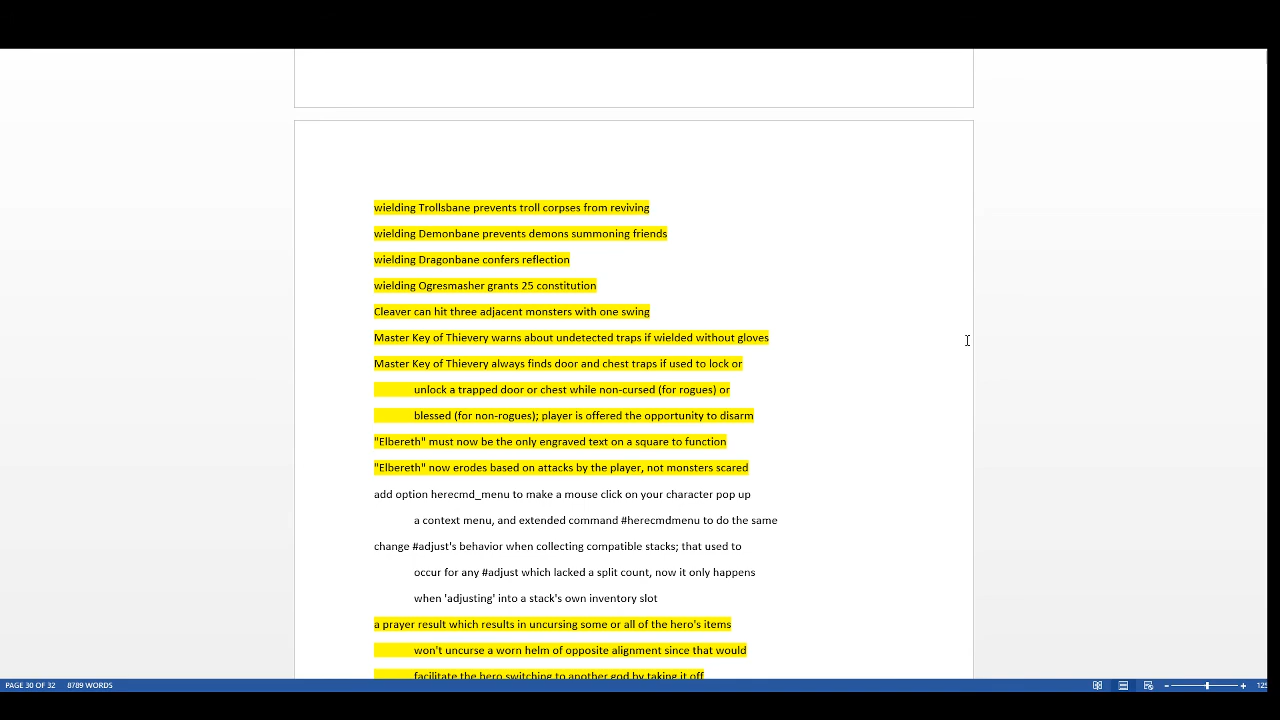 wielding Trollsbane prevents troll corpses from reviving
wielding Demonbane prevents demons summoning friends
wielding Dragonbane confers reflection
wielding Ogresmasher grants 25 constitution
Cleaver can hit three adjacent monsters with one swing
Master Key of Thievery warns about undetected traps if wielded without gloves
Master Key of Thievery always finds door and chest traps if used to lock or
unlock a trapped door or chest while non-cursed (for rogues) or
blessed (for non-rogues); player is offered the opportunity to disarm
"Elbereth" must now be the only engraved text on a square to function
"Elbereth" now erodes based on attacks by the player, not monsters scared
add option herecmd_menu to make a mouse click on your character pop up
a context menu, and extended command #herecmdmenu to do the same
change #adjust's behavior when collecting compatible stacks; that used to
occur for any #adjust which lacked a split count, now it only happens
when 'adjusting' into a stack's own inventory slot
a prayer result which results in uncursing some or all of the hero's items
won't uncurse a worn helm of opposite alignment since that would
facilitate the hero switching to another god by taking it off
PAGE 30 OF 32 8789 WORDS